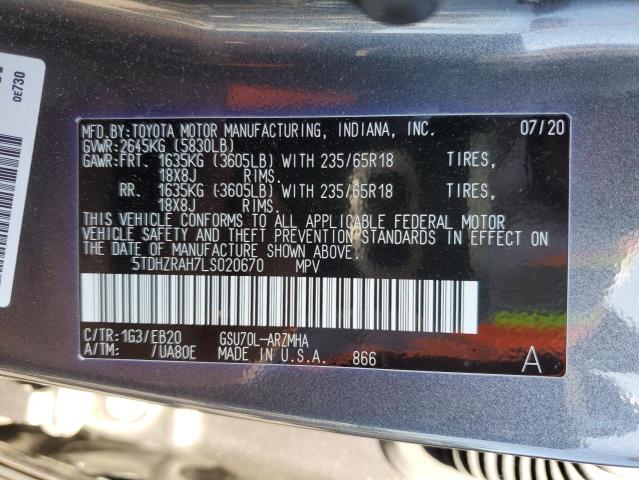 MFD.BY:TOYOTA MOTOR MANUFACTURING, INDIANA, INC. 07/20
GVWR:2645KG (5830LB)
GAWR:FRT. 1635KG (3605LB) WITH 235/65R18 TIRES,
18X8J RIMS.
RR. 1635KG (3605LB) WITH 235/65R18 TIRES,
18X8J RIMS.
THIS VEHICLE CONFORMS TO ALL APPLICABLE FEDERAL MOTOR
VEHICLE SAFETY AND THEFT PREVENTION STANDARDS IN EFFECT ON
THE DATE OF MANUFACTURE SHOWN ABOVE.
5TDHZRAH7LS020670 MPV
C/TR:1G3/EB20 GSU70L-ARZMHA
A/TM: /UA80E MADE IN U.S.A. 866 A
0E730